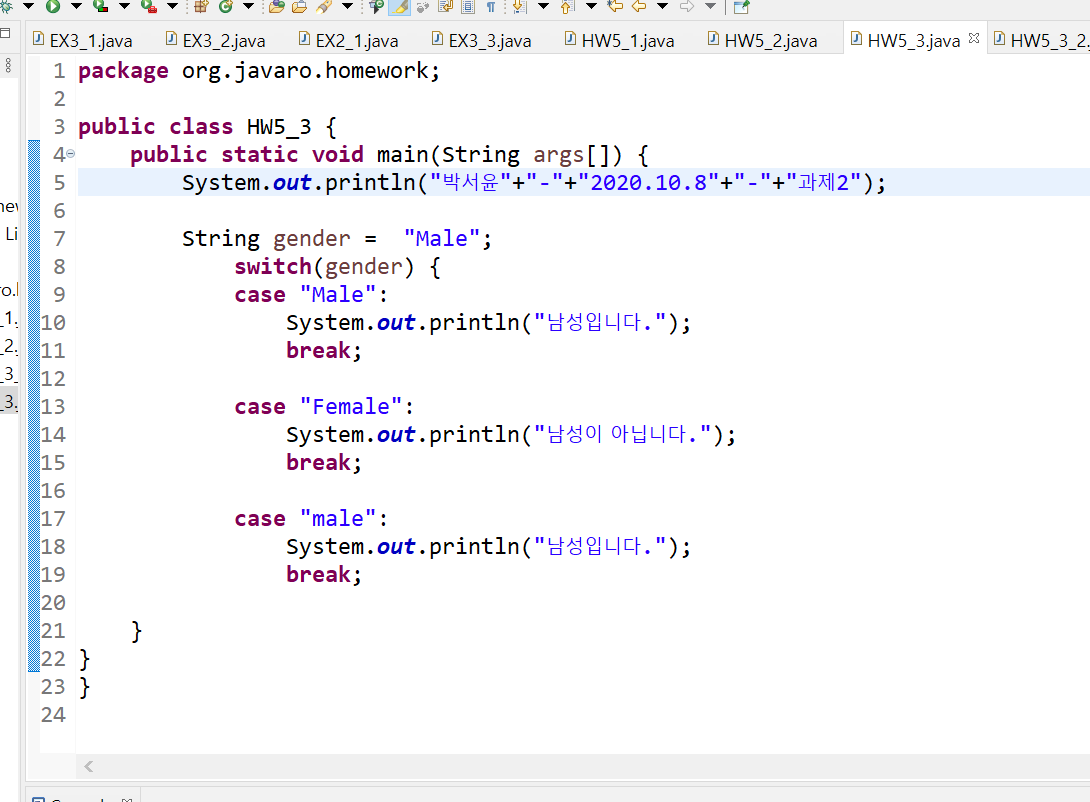 EX3_1.java EX3_2.java EX2_1.java EX3_3.java HW5_1.java HW5_2.java HW5_3.java HW5_3_2.
1 package org.javaro.homework;
2
3 public class HW5_3 {
4 public static void main(String args[]) {
5 System.out.println("박서윤"+"-"+"2020.10.8"+"-"+"과제2");
6
7 String gender =  "Male";
8 switch(gender) {
9 case "Male":
10 System.out.println("남성입니다.");
11 break;
12
13 case "Female":
14 System.out.println("남성이 아닙니다.");
15 break;
16
17 case "male":
18 System.out.println("남성입니다.");
19 break;
20
21 }
22 }
23 }
24